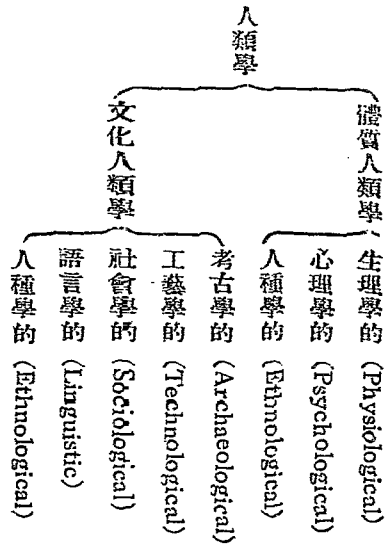 人類學
體質人類學
生理學的 (Physiological)
心理學的 (Psychological)
人種學的 (Ethnological)
文化人類學
考古學的 (Archaeological)
工藝學的 (Technological)
社會學的 (Sociological)
語言學的 (Linguistic)
人種學的 (Ethnological)